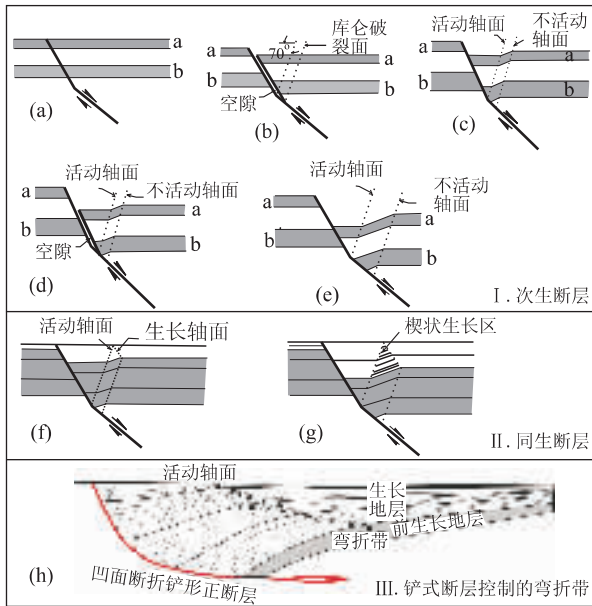 a
b
(a)
a
b
库仑破
裂面
70°
空隙
(b)
活动轴面
不活动
轴面
a
b
a
b
(c)
活动轴面
不活动轴面
a
b
a
b
空隙
(d)
活动轴面
不活动
轴面
a
b
a
b
(e)
I.次生断层
活动轴面
生长轴面
(f)
楔状生长区
(g)
II.同生断层
活动轴面
生长
地层
前生长地层
弯折带
凹面断折铲形正断层
(h)
III.铲式断层控制的弯折带